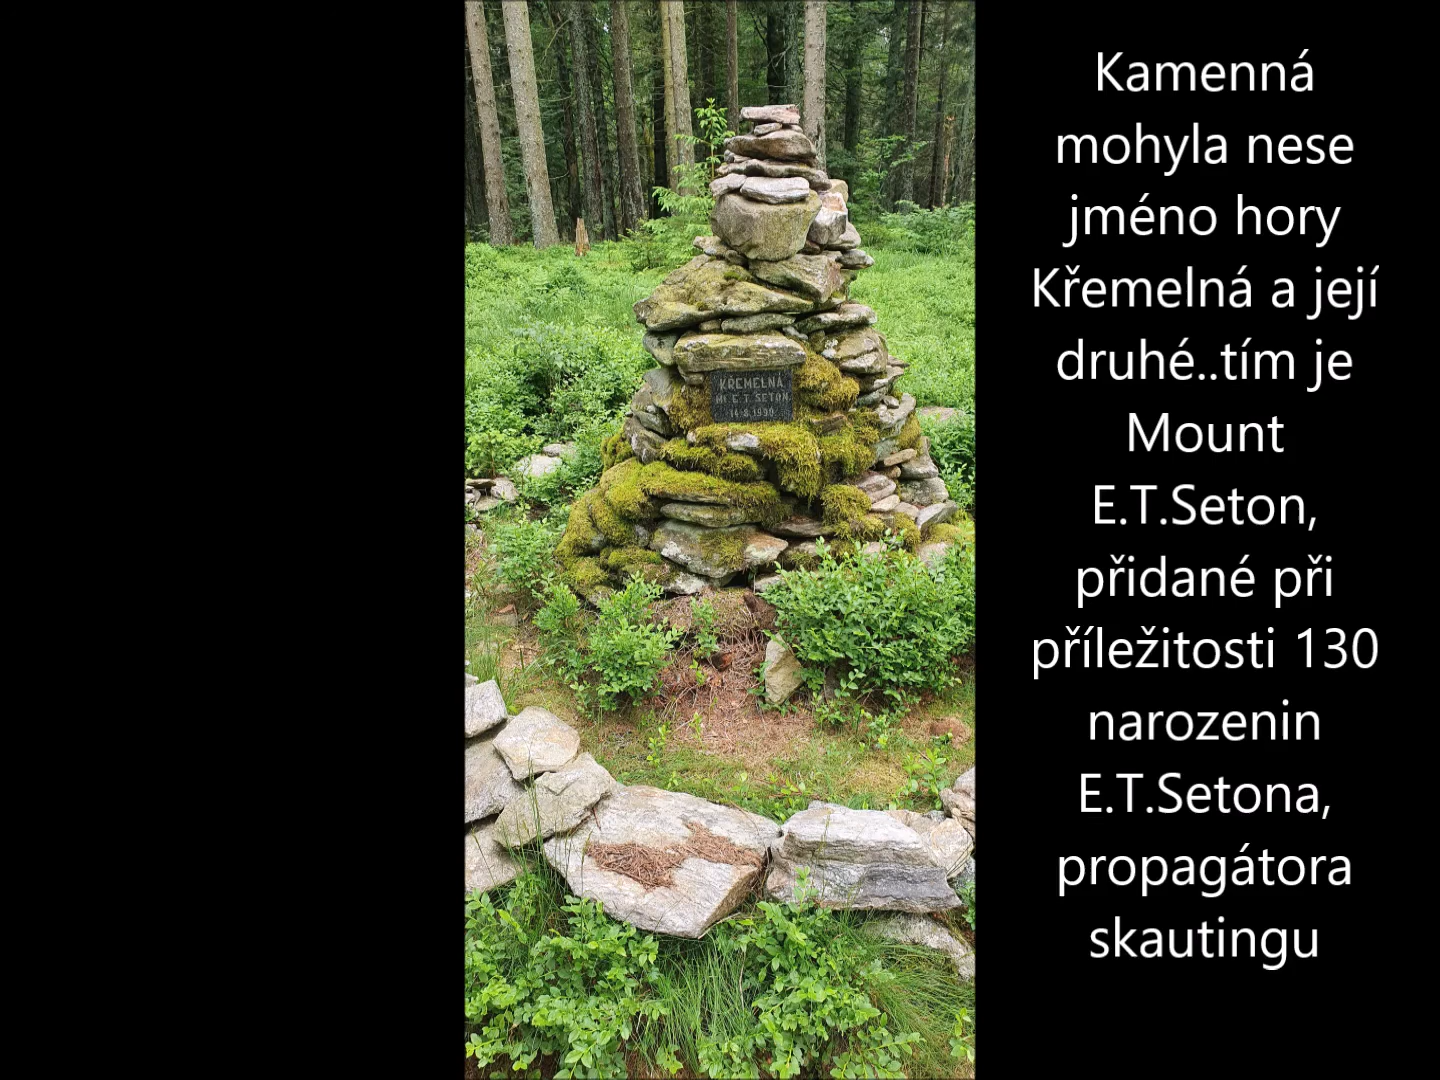 KŘEMELNÁ
Mt. E. T. SETON
14. 8. 1990
Kamenná
mohyla nese
jméno hory
Křemelná a její
druhé..tím je
Mount
E.T.Seton,
přidané při
příležitosti 130
narozenin
E.T.Setona,
propagátora
skautingu